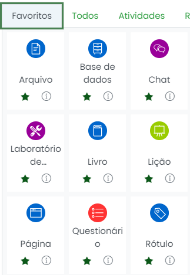 Favoritos Todos Atividades R
Arquivo Base de Chat
dados
Laboratório Livro Lição
de...
Página Questionári Rótulo
o